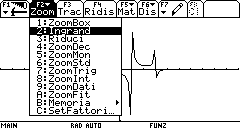 F1 F2 Zoom F3 Trac F4 Ridis F5 Mat F6 Dis F7
1:ZoomBox
2:Ingrand
3:Riduci
4:ZoomDec
5:ZoomMon
6:ZoomStd
7:ZoomTrig
8:ZoomInt
9:ZoomDati
A:ZoomFit
B:Memoria
C:SetFattori…
MAIN RAD AUTO FUNZ